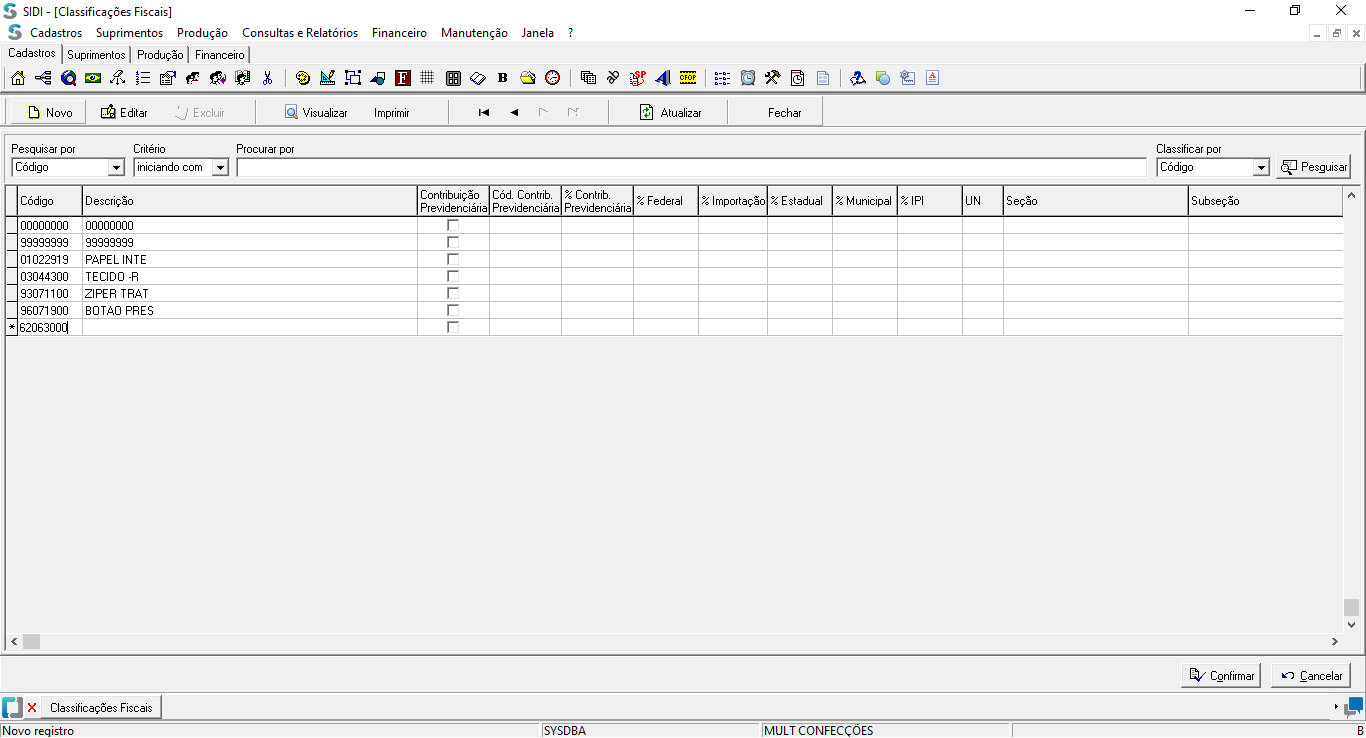 SIDI - [Classificações Fiscais]
Cadastros Suprimentos Produção Consultas e Relatórios Financeiro Manutenção Janela ?
Cadastros Suprimentos Produção Financeiro
F B SP CFOP A
Novo Editar Excluir Visualizar Imprimir Atualizar Fechar
Pesquisar por Critério Procurar por Classificar por
Código iniciando com Código Pesquisar
Código Descrição Contribuição Previdenciária Cód. Contrib. Previdenciária % Contrib. Previdenciária % Federal % Importação % Estadual % Municipal % IPI UN Seção Subseção
00000000 00000000
99999999 99999999
01022919 PAPEL INTE
03044300 TECIDO -R
93071100 ZIPER TRAT
96071900 BOTAO PRES
* 62063000
Confirmar Cancelar
Classificações Fiscais
Novo registro SYSDBA MULT CONFECÇÕES B